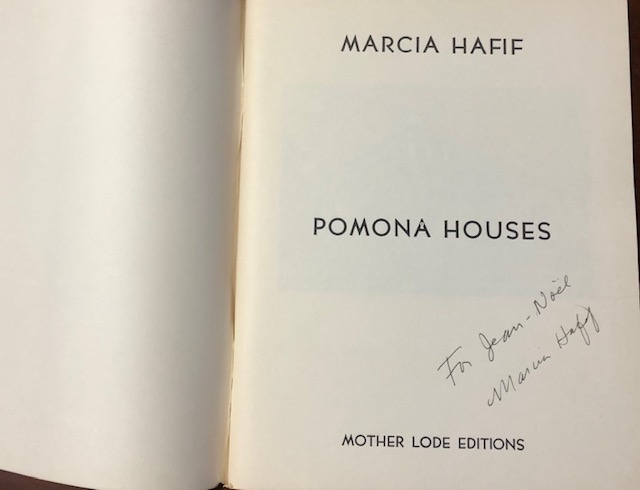 MARCIA HAFIF
POMONA HOUSES
For Jean-Noël
Marcia Hafif
MOTHER LODE EDITIONS